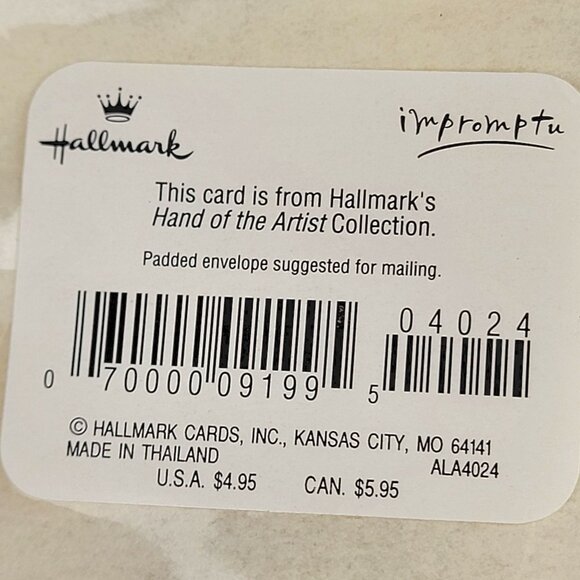 Hallmark
impromptu
This card is from Hallmark's
Hand of the Artist Collection.
Padded envelope suggested for mailing.
04024
0 70000 09199 5
© HALLMARK CARDS, INC., KANSAS CITY, MO 64141
MADE IN THAILAND ALA4024
U.S.A. $4.95 CAN. $5.95